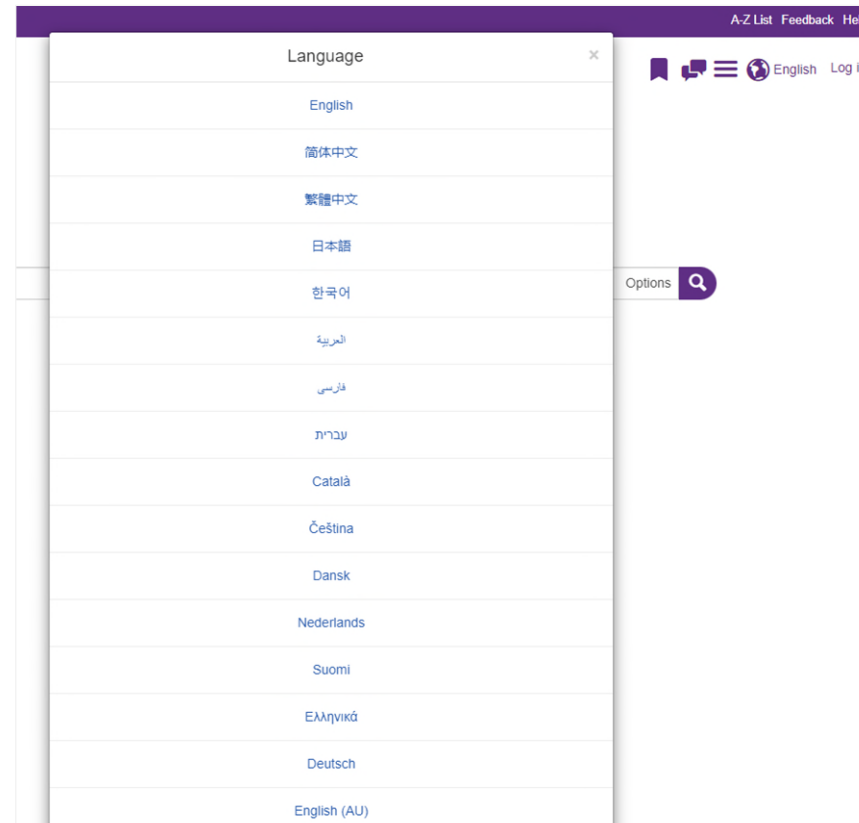 A-Z List Feedback
Language ×
English Log
English
简体中文
繁體中文
日本語
한국어
العربية
فارسی
עברית
Català
Čeština
Dansk
Nederlands
Suomi
Ελληνικά
Deutsch
English (AU)
Options